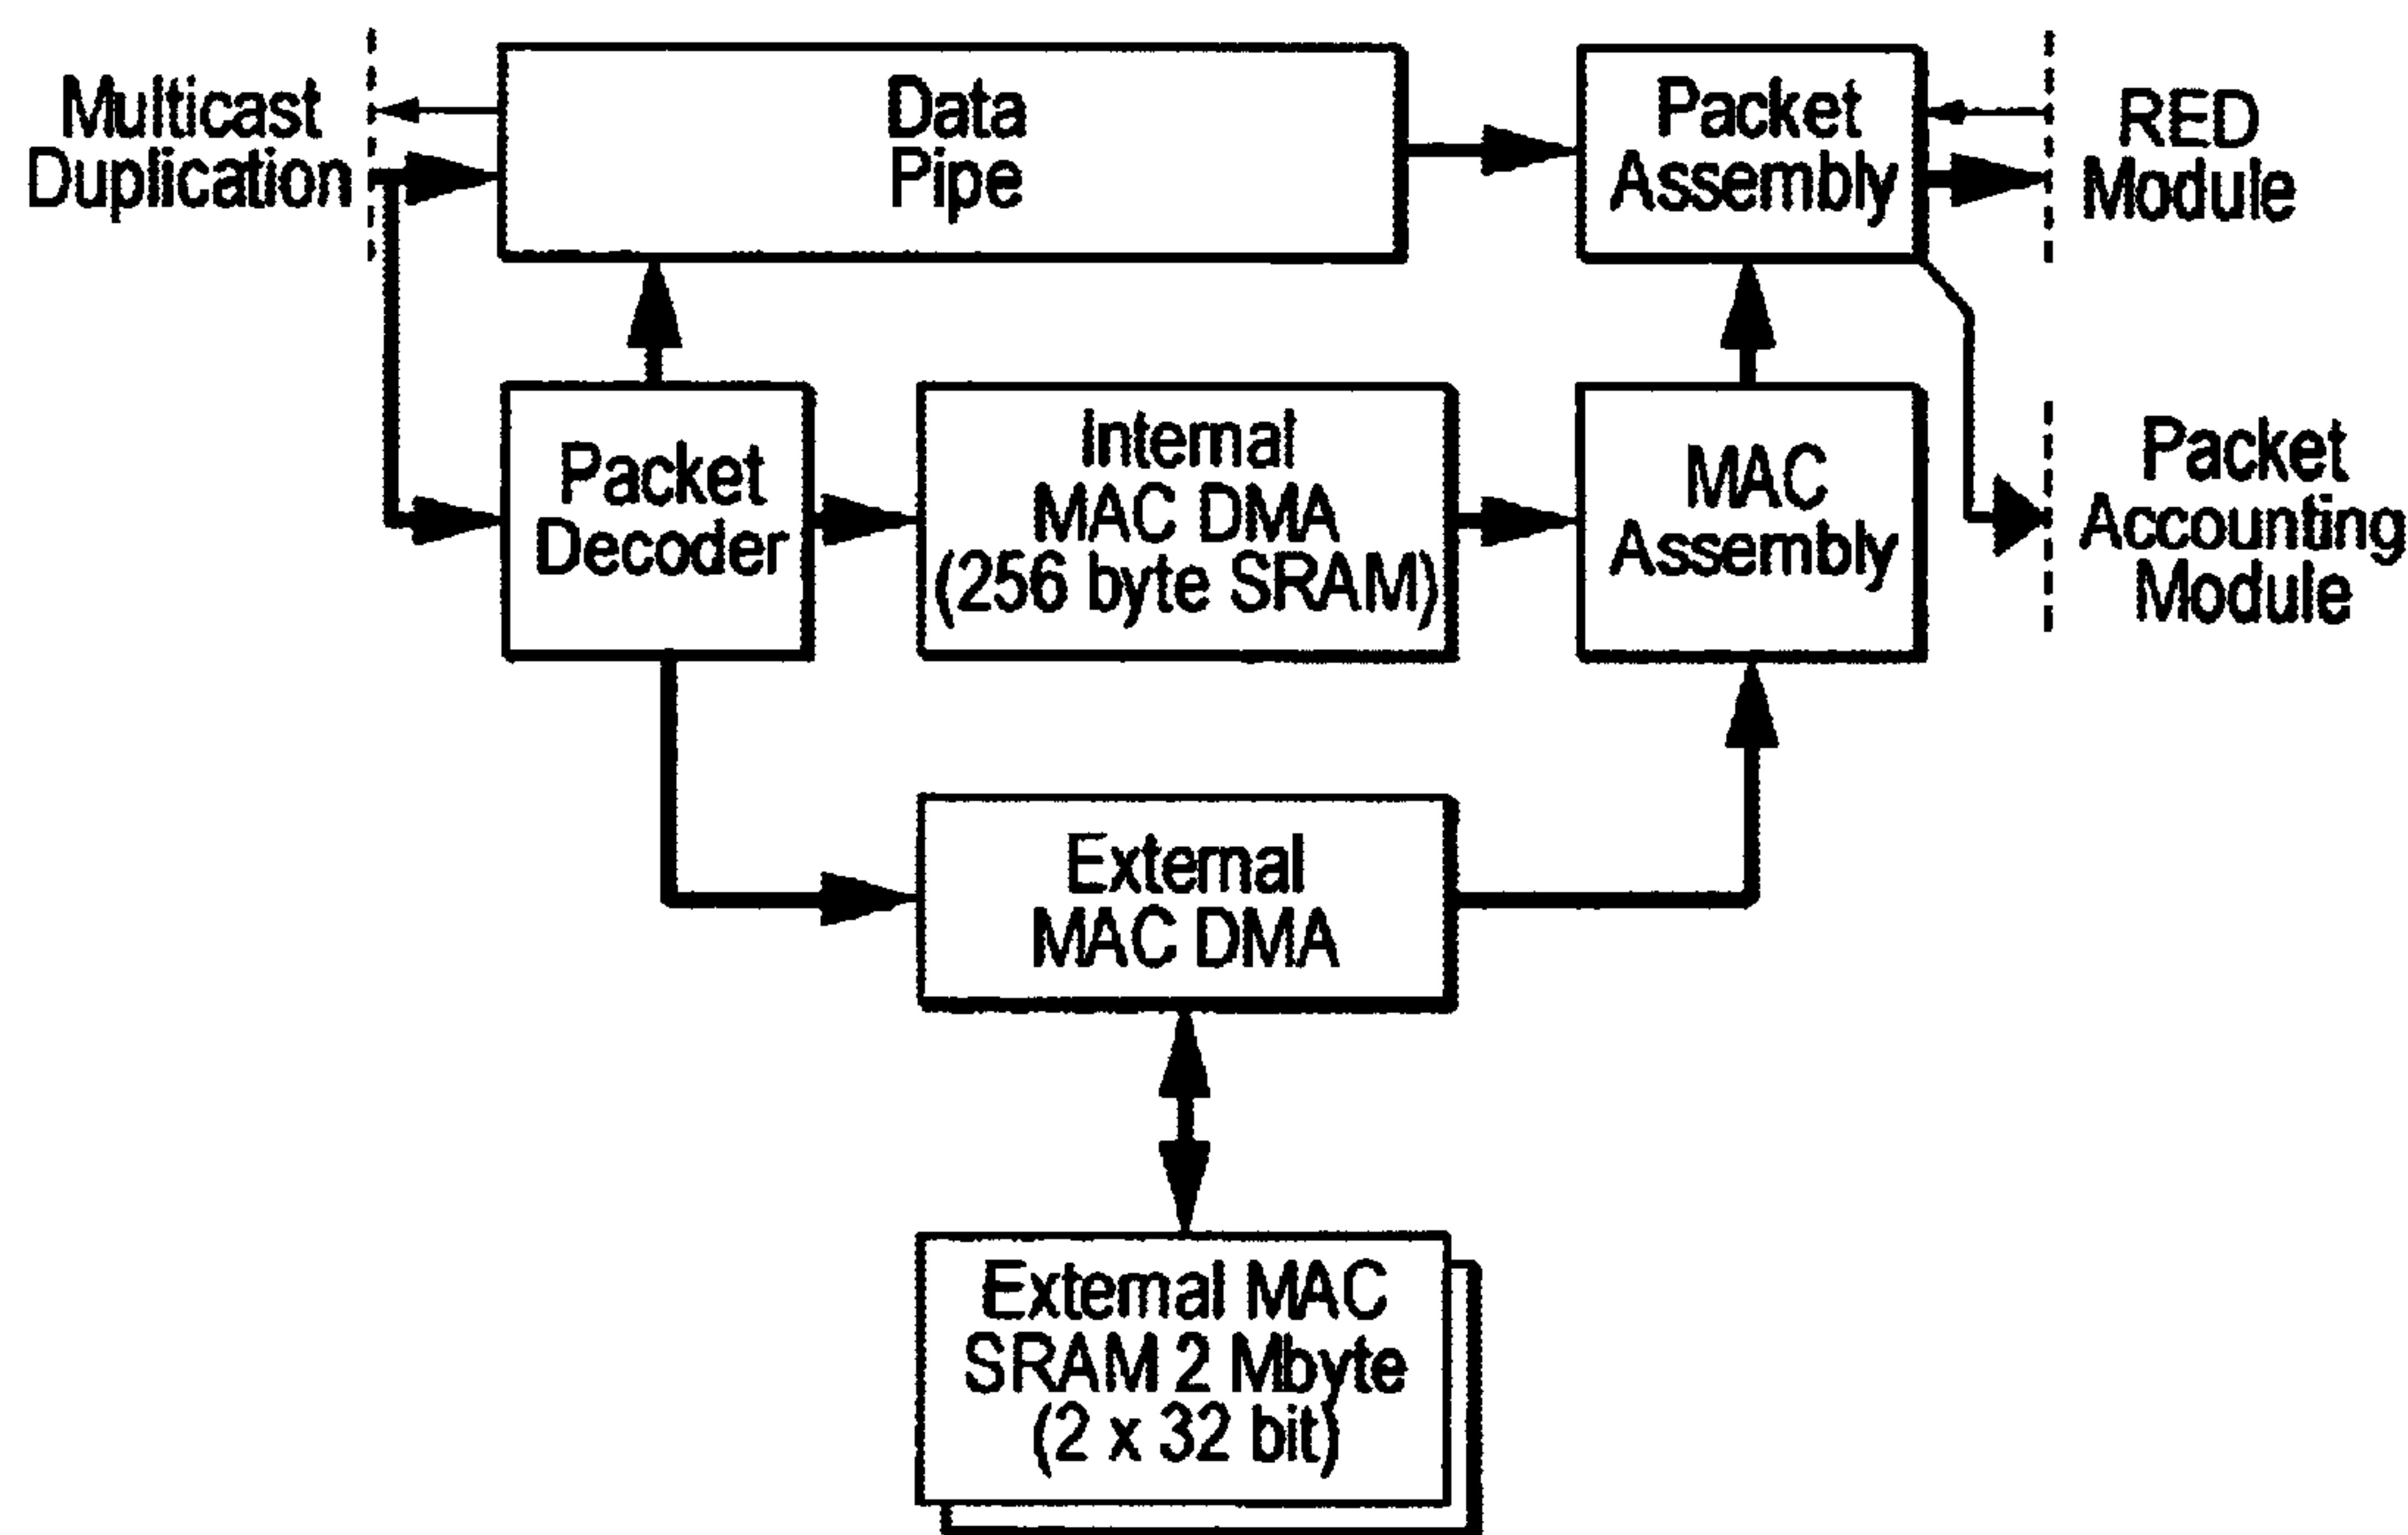 Multicast
Duplication
Data
Pipe
Packet
Assembly
RED
Module
Packet
Decoder
Internal
MAC DMA
(256 byte SRAM)
MAC
Assembly
Packet
Accounting
Module
External
MAC DMA
External MAC
SRAM 2 Mbyte
(2 x 32 bit)